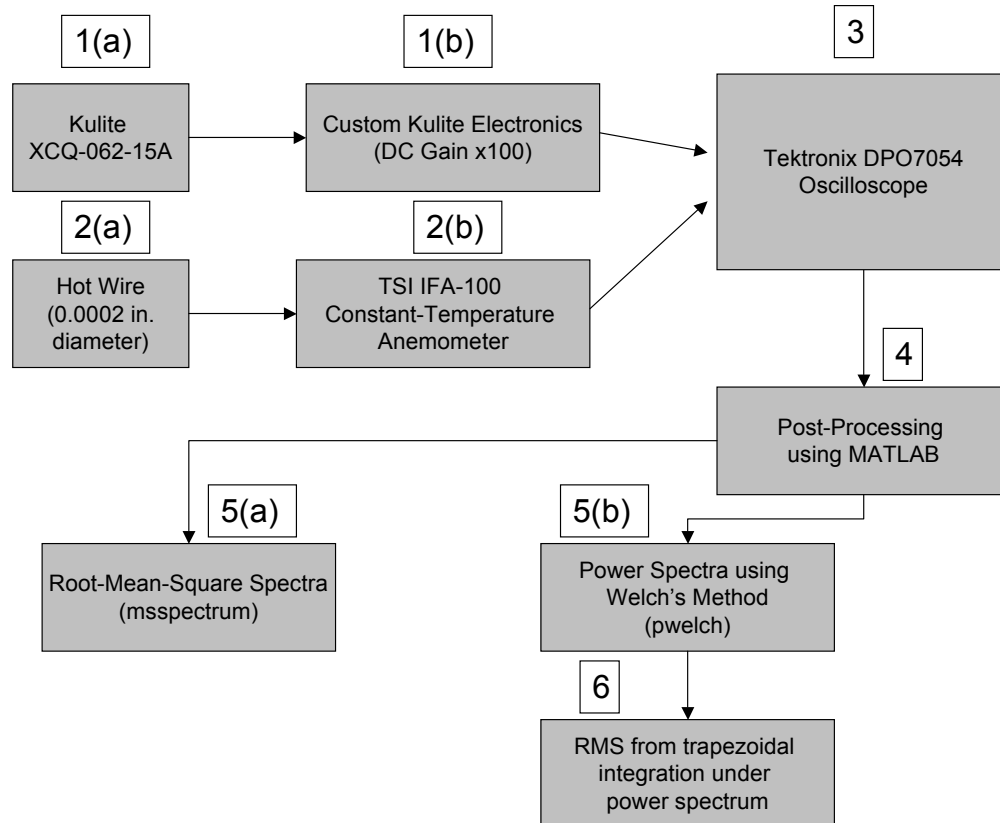 1(a)
Kulite
XCQ-062-15A
1(b)
Custom Kulite Electronics
(DC Gain x100)
3
Tektronix DPO7054
Oscilloscope
2(a)
Hot Wire
(0.0002 in.
diameter)
2(b)
TSI IFA-100
Constant-Temperature
Anemometer
4
Post-Processing
using MATLAB
5(a)
Root-Mean-Square Spectra
(msspectrum)
5(b)
Power Spectra using
Welch's Method
(pwelch)
6
RMS from trapezoidal
integration under
power spectrum